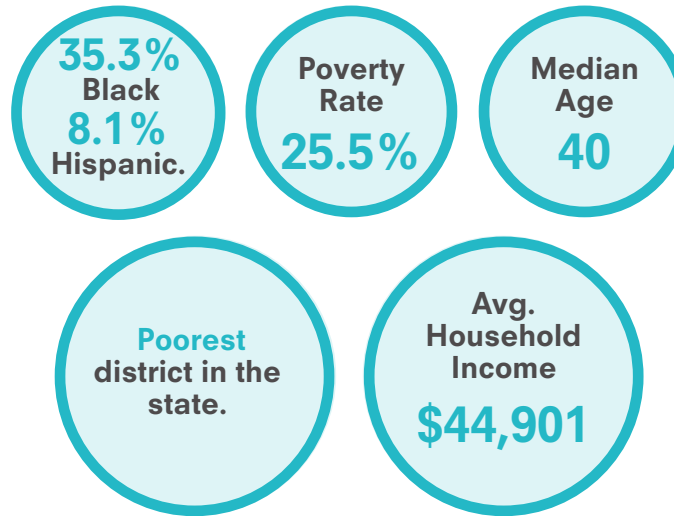 35.3%
Black
8.1%
Hispanic.
Poverty
Rate
25.5%
Median
Age
40
Poorest
district in the
state.
Avg.
Household
Income
$44,901